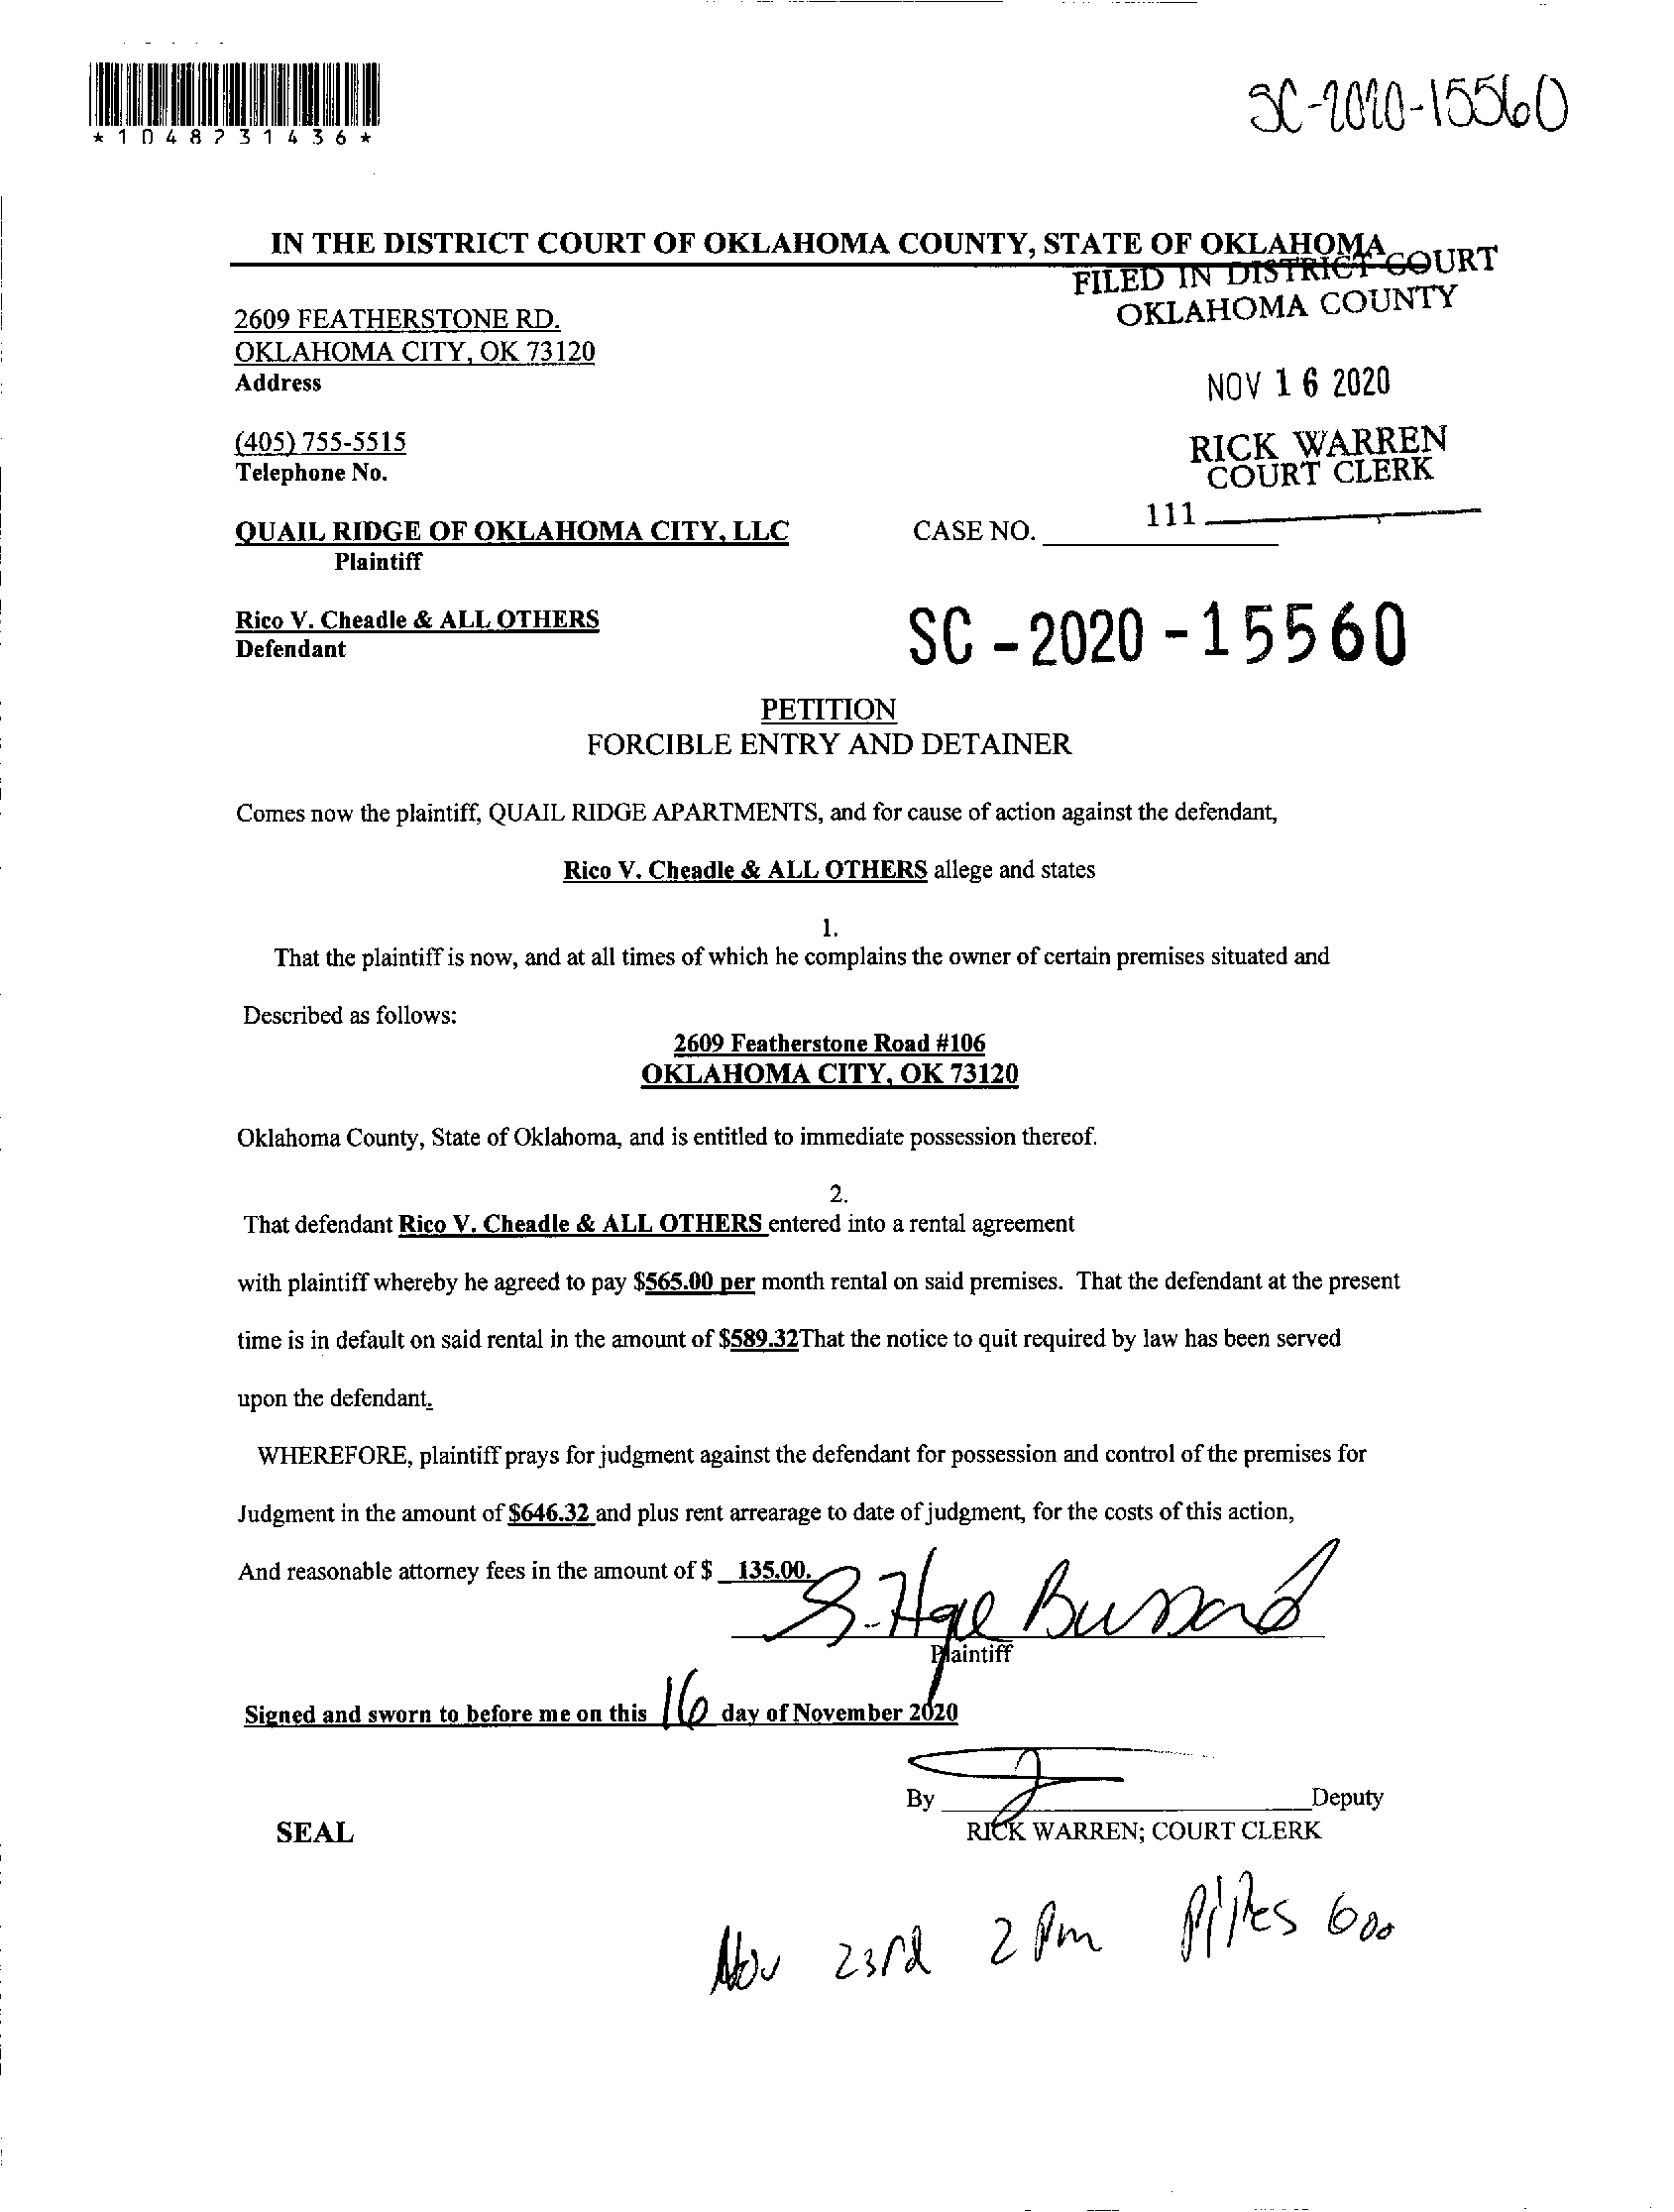 *1048231436*
SC-2020-15560
IN THE DISTRICT COURT OF OKLAHOMA COUNTY, STATE OF OKLAHOMA
FILED IN DISTRICT COURT
OKLAHOMA COUNTY
2609 FEATHERSTONE RD.
OKLAHOMA CITY, OK 73120
Address
NOV 16 2020
(405) 755-5515
Telephone No.
RICK WARREN
COURT CLERK
111
QUAIL RIDGE OF OKLAHOMA CITY, LLC CASE NO.
Plaintiff
Rico V. Cheadle & ALL OTHERS
Defendant
SC - 2020 - 15560
PETITION
FORCIBLE ENTRY AND DETAINER
Comes now the plaintiff, QUAIL RIDGE APARTMENTS, and for cause of action against the defendant,
Rico V. Cheadle & ALL OTHERS allege and states
1.
That the plaintiff is now, and at all times of which he complains the owner of certain premises situated and
Described as follows:
2609 Featherstone Road #106
OKLAHOMA CITY, OK 73120
Oklahoma County, State of Oklahoma, and is entitled to immediate possession thereof.
2.
That defendant Rico V. Cheadle & ALL OTHERS entered into a rental agreement
with plaintiff whereby he agreed to pay $565.00 per month rental on said premises. That the defendant at the present
time is in default on said rental in the amount of $589.32That the notice to quit required by law has been served
upon the defendant.
WHEREFORE, plaintiff prays for judgment against the defendant for possession and control of the premises for
Judgment in the amount of $646.32 and plus rent arrearage to date of judgment, for the costs of this action,
And reasonable attorney fees in the amount of $ 135.00.
Plaintiff
Signed and sworn to before me on this 16 day of November 2020
By Deputy
SEAL
RICK WARREN; COURT CLERK
Nov 23rd 2 Pm 600